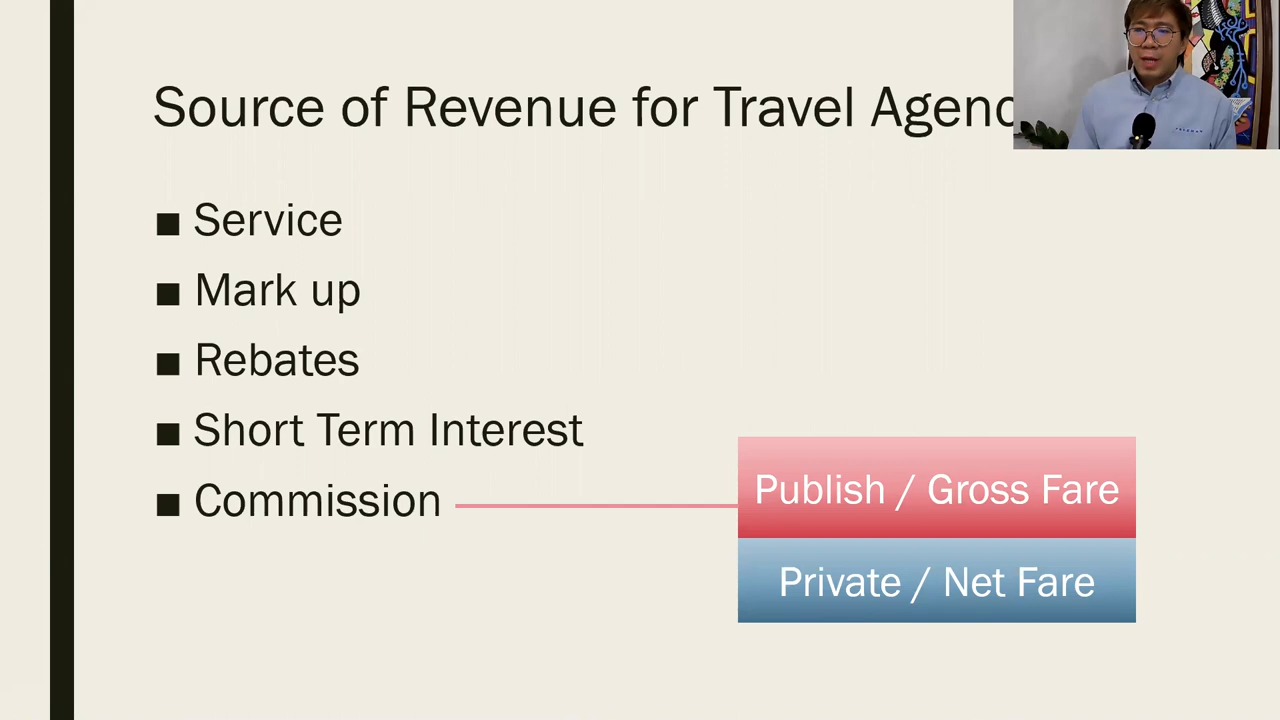 Source of Revenue for Travel Agenc
■ Service
■ Mark up
■ Rebates
■ Short Term Interest
■ Commission
Publish / Gross Fare
Private / Net Fare